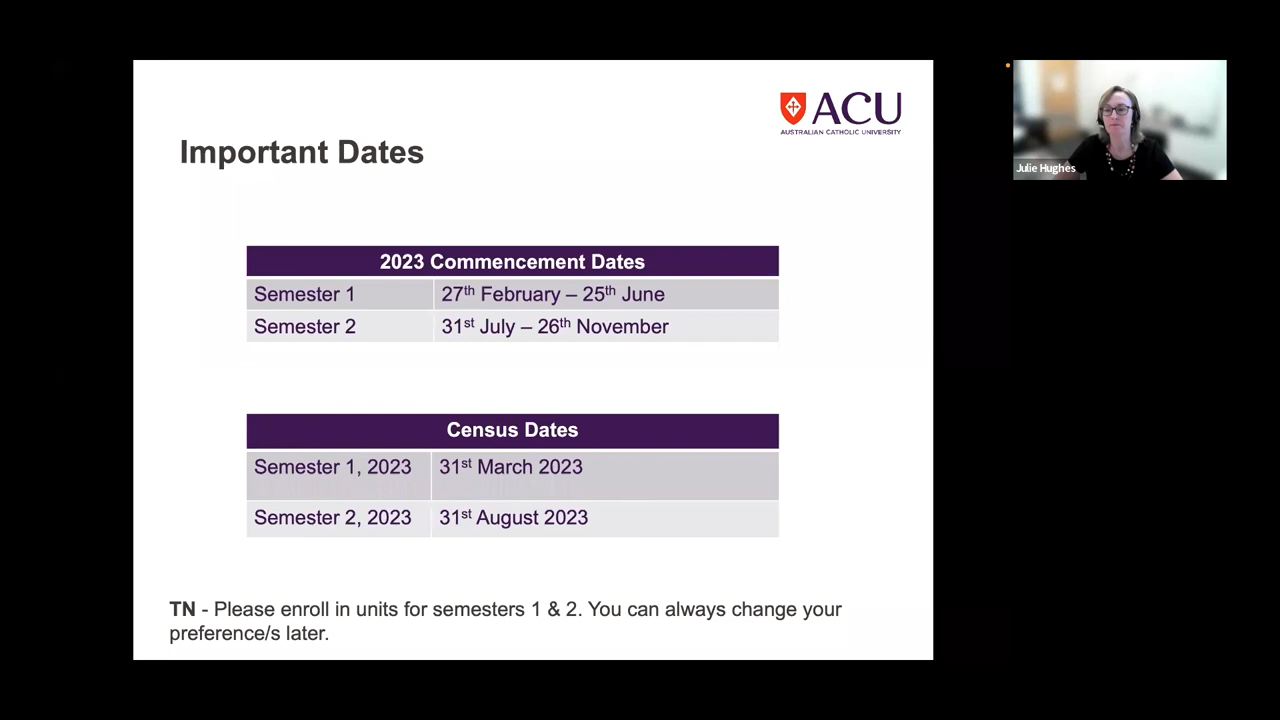 ACU
AUSTRALIAN CATHOLIC UNIVERSITY
Important Dates
Julie Hughes
2023 Commencement Dates
Semester 1 27th February – 25th June
Semester 2 31st July – 26th November
Census Dates
Semester 1, 2023 31st March 2023
Semester 2, 2023 31st August 2023
TN - Please enroll in units for semesters 1 & 2. You can always change your
preference/s later.